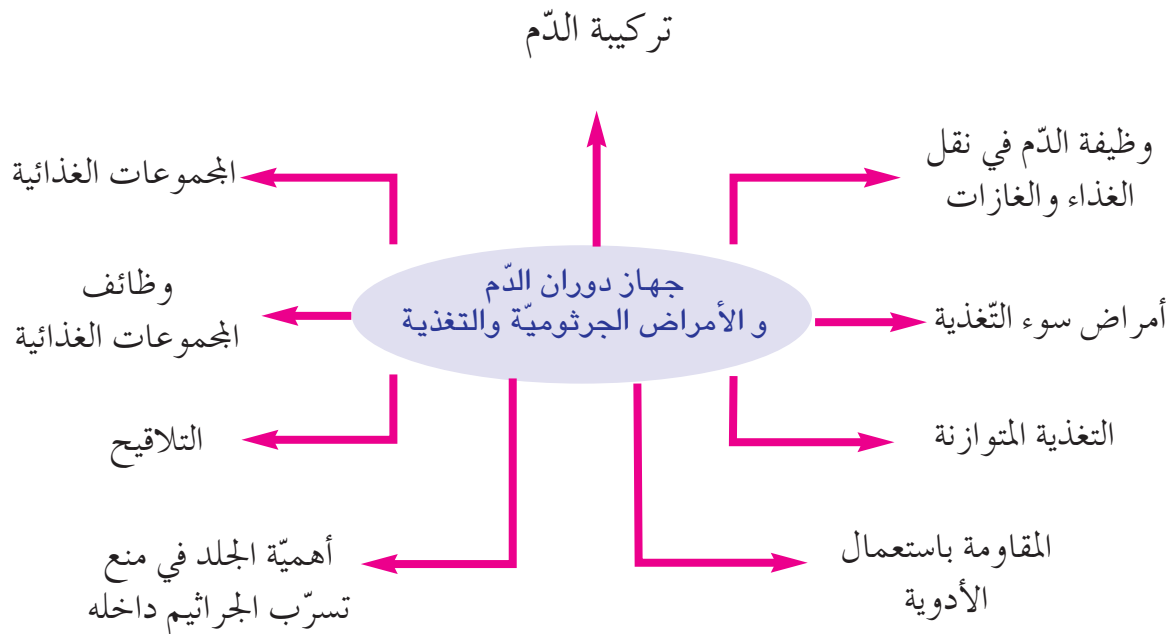 تركيبة الدّم
وظيفة الدّم في نقل
الغذاء والغازات
المجموعات الغذائية
جهاز دوران الدّم
و الأمراض الجرثوميّة والتغذية
أمراض سوء التّغذية
وظائف
المجموعات الغذائية
التغذية المتوازنة
التلاقيح
المقاومة باستعمال
الأدوية
أهميّة الجلد في منع
تسرّب الجراثيم داخله